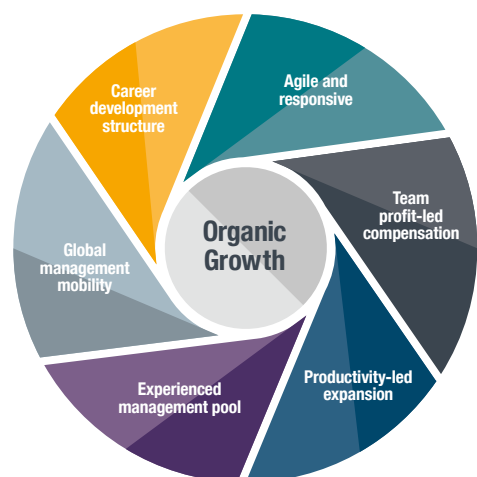 Agile and
responsive
Team
profit-led
compensation
Productivity-led
expansion
Experienced
management pool
Global
management
mobility
Career
development
structure
Organic
Growth